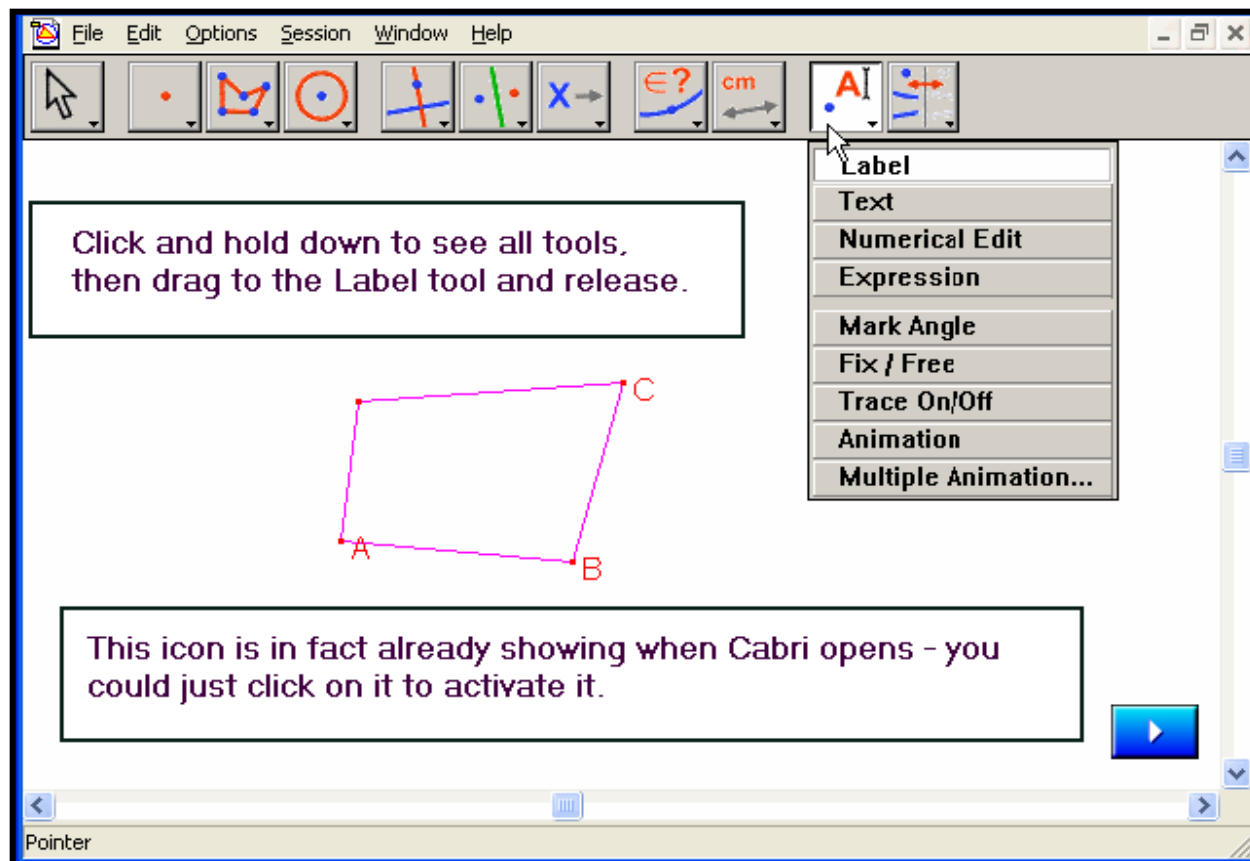 File Edit Options Session Window Help
∈? cm A
X
Label
Text
Numerical Edit
Expression
Mark Angle
Fix / Free
Trace On/Off
Animation
Multiple Animation...
Click and hold down to see all tools,
then drag to the Label tool and release.
C
A
B
This icon is in fact already showing when Cabri opens - you
could just click on it to activate it.
Pointer